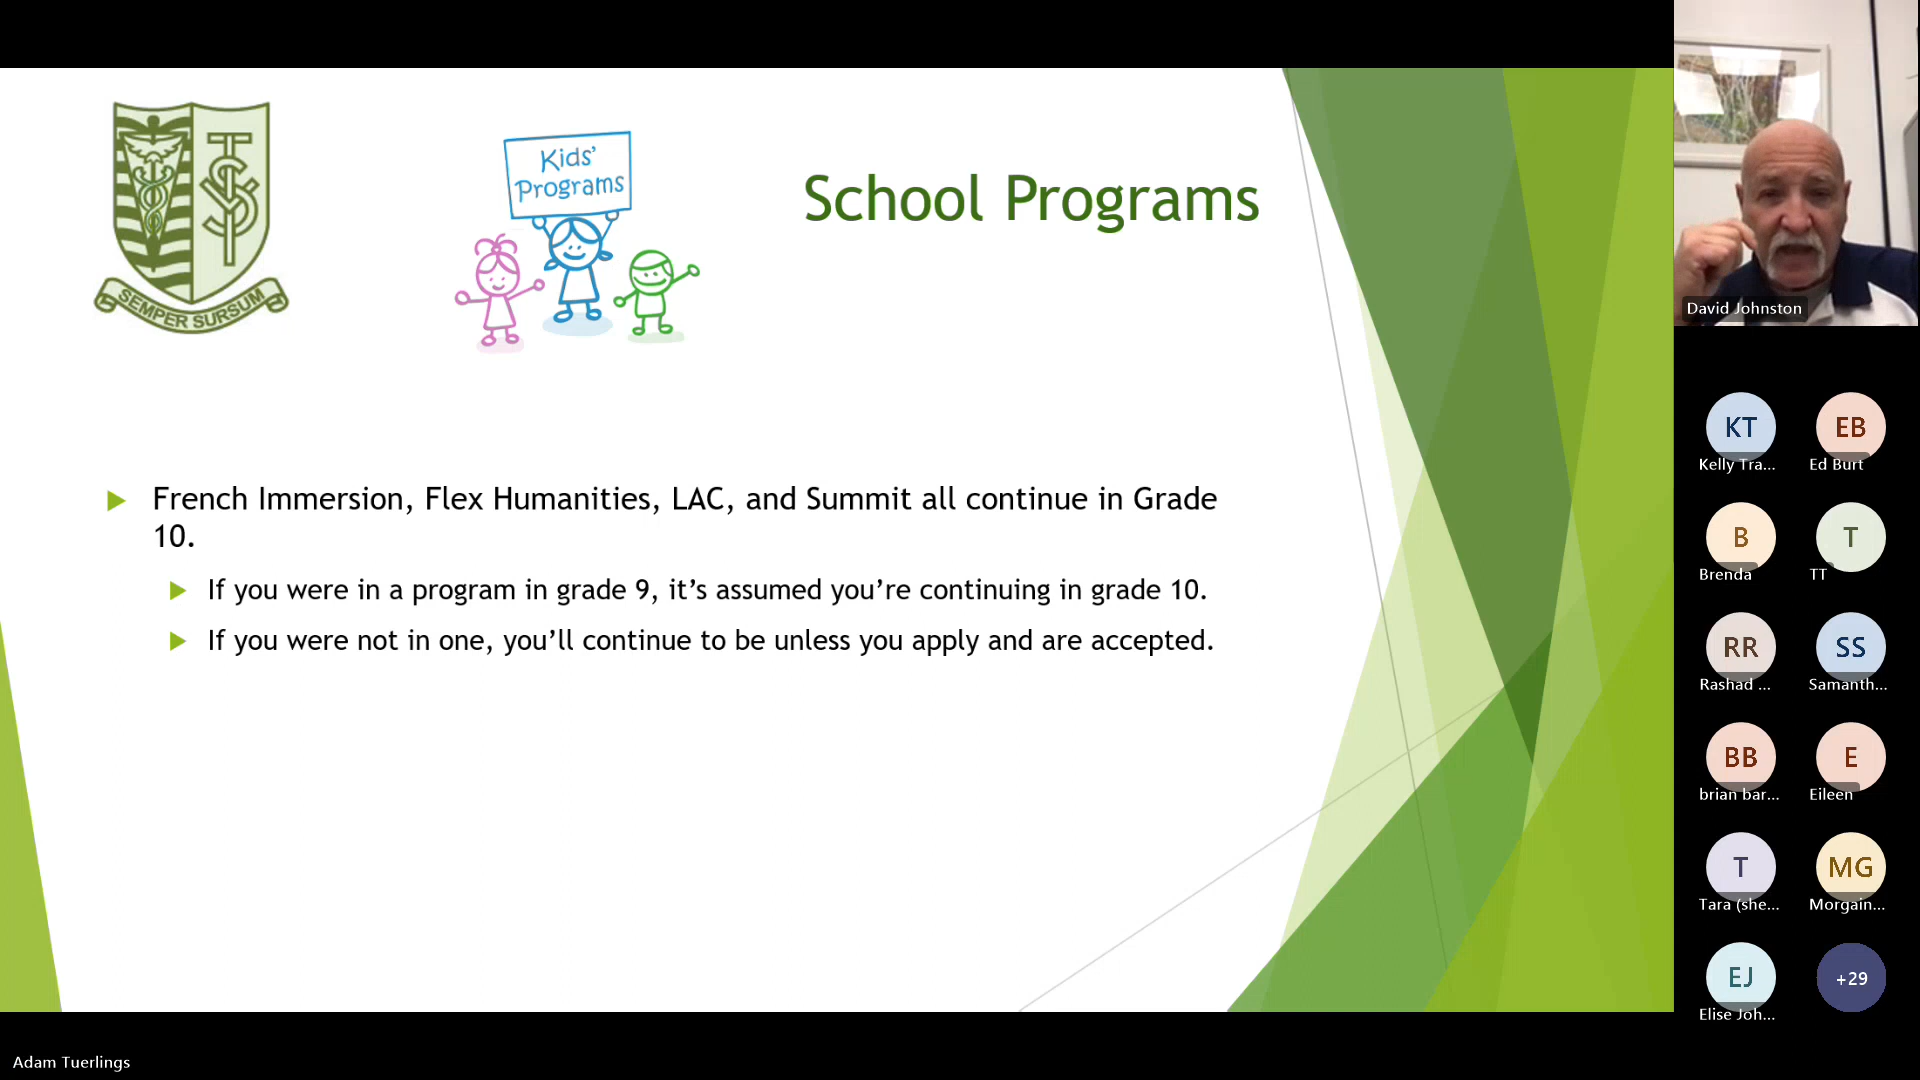 Kids'
Programs
School Programs
SEMPER SURSUM
French Immersion, Flex Humanities, LAC, and Summit all continue in Grade
10.
If you were in a program in grade 9, it’s assumed you’re continuing in grade 10.
If you were not in one, you’ll continue to be unless you apply and are accepted.
David Johnston
KT
EB
Kelly Tra...
Ed Burt
B
T
Brenda
TT
RR
SS
Rashad ...
Samanth...
BB
E
brian bar...
Eileen
T
MG
Tara (she...
Morgain...
EJ
+29
Elise Joh...
Adam Tuerlings